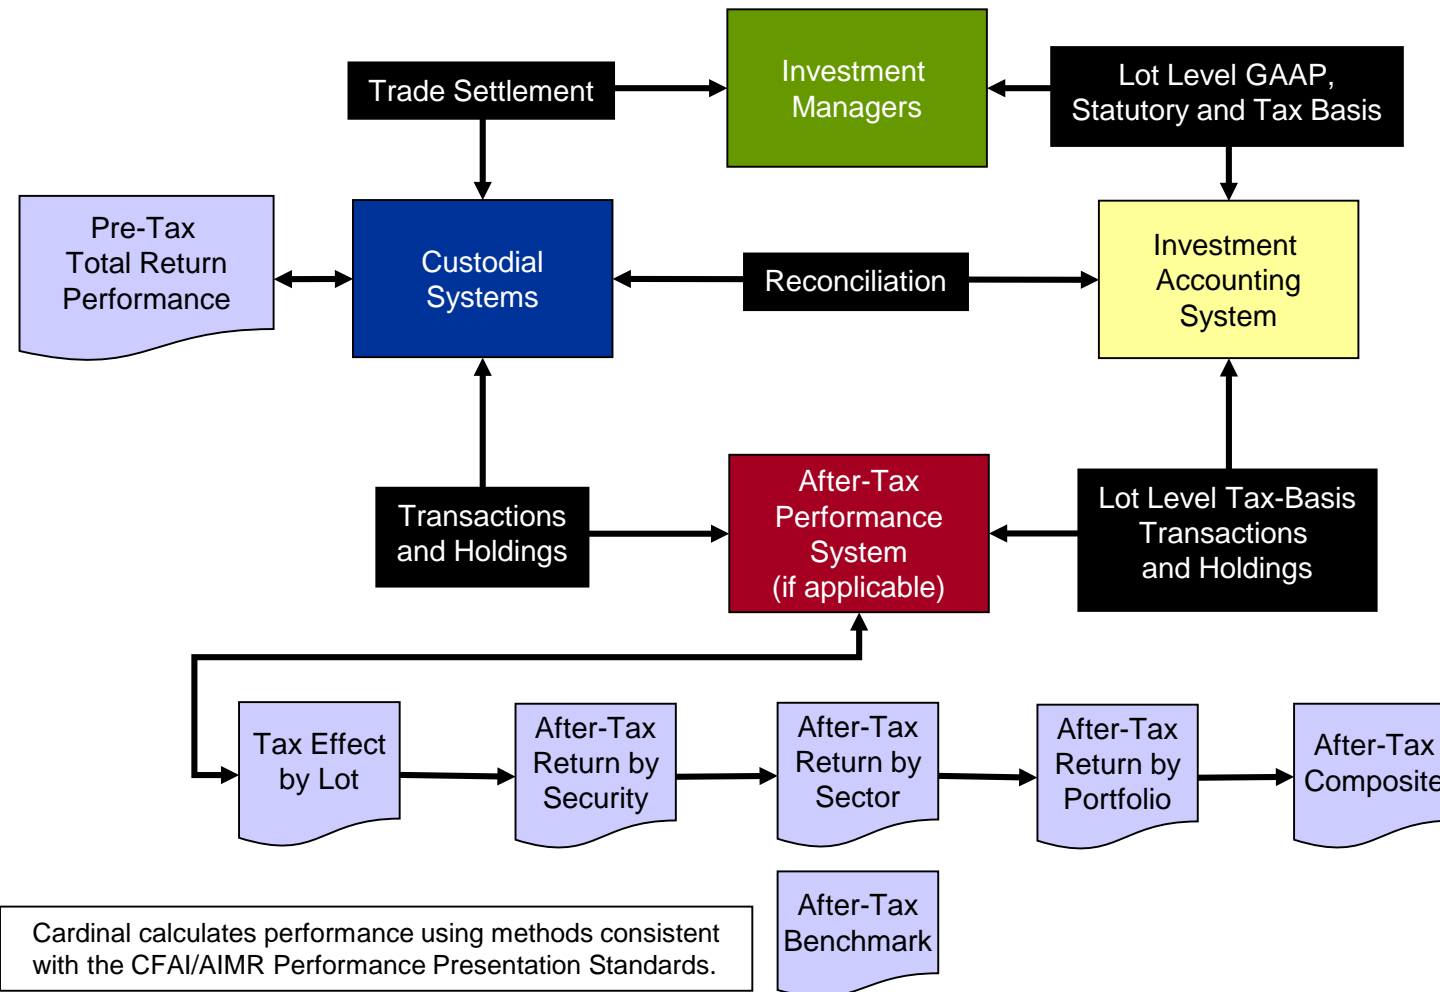 Trade Settlement
Investment
Managers
Lot Level GAAP,
Statutory and Tax Basis
Pre-Tax
Total Return
Performance
Custodial
Systems
Reconciliation
Investment
Accounting
System
Transactions
and Holdings
After-Tax
Performance
System
(if applicable)
Lot Level Tax-Basis
Transactions
and Holdings
Tax Effect
by Lot
After-Tax
Return by
Security
After-Tax
Return by
Sector
After-Tax
Return by
Portfolio
After-Tax
Composite
After-Tax
Benchmark
Cardinal calculates performance using methods consistent
with the CFAI/AIMR Performance Presentation Standards.